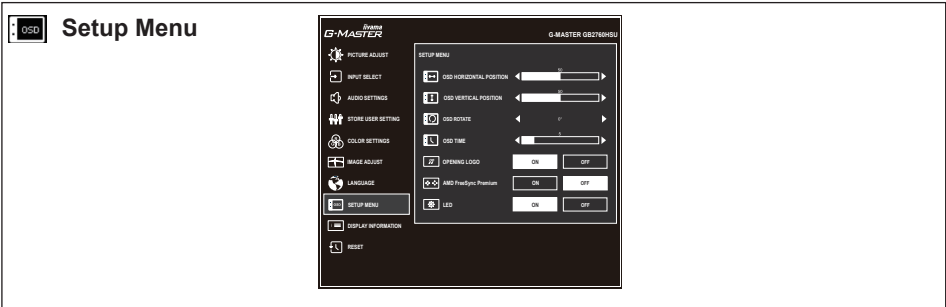 OSD Setup Menu
iiyama
G-MASTER
G-MASTER GB2760HSU
PICTURE ADJUST
INPUT SELECT
AUDIO SETTINGS
STORE USER SETTING
COLOR SETTINGS
IMAGE ADJUST
LANGUAGE
OSD SETUP MENU
DISPLAY INFORMATION
RESET
SETUP MENU
OSD HORIZONTAL POSITION
OSD VERTICAL POSITION
OSD ROTATE 0°
OSD TIME
OPENING LOGO ON OFF
AMD FreeSync Premium ON OFF
LED ON OFF